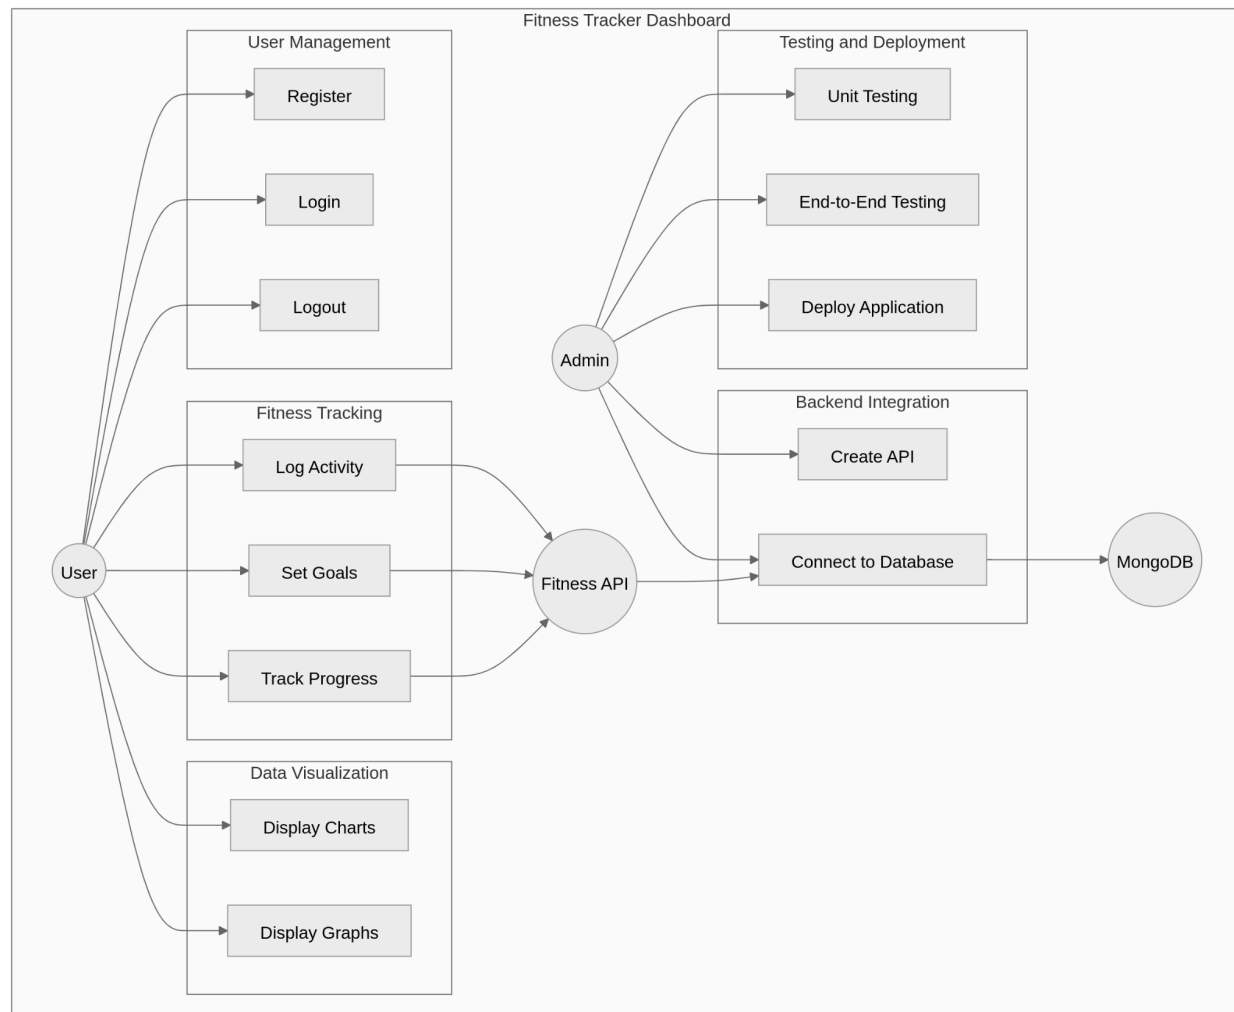 Fitness Tracker Dashboard
User Management
Register
Login
Logout
Fitness Tracking
Log Activity
Set Goals
Track Progress
Data Visualization
Display Charts
Display Graphs
User
Admin
Fitness API
Testing and Deployment
Unit Testing
End-to-End Testing
Deploy Application
Backend Integration
Create API
Connect to Database
MongoDB